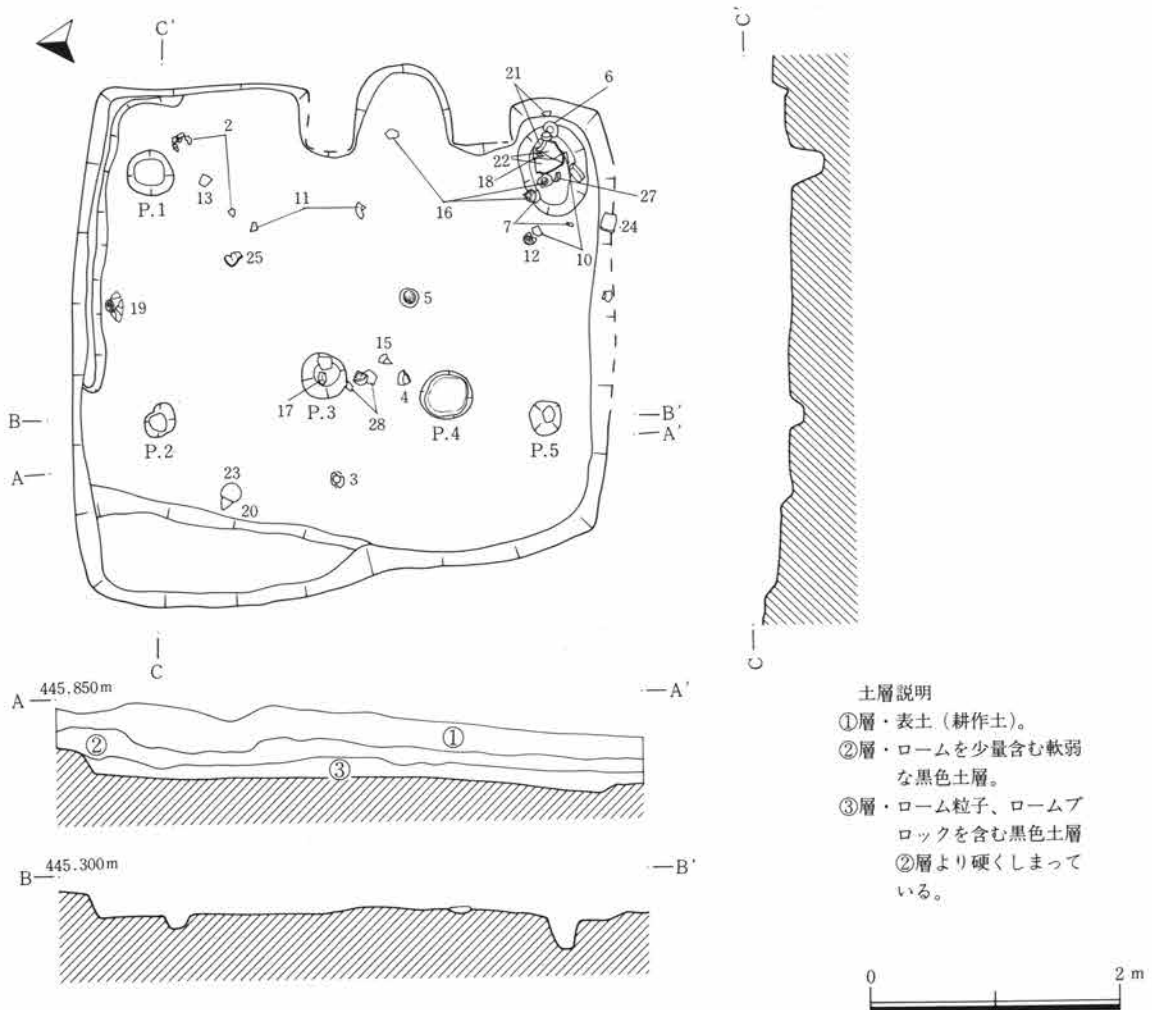 C'
C'
21
6
2
22
18
27
P.1
13
11
16
7
24
12
10
25
19
5
15
17
4
P.3
28
P.4
B
B'
P.2
P.5
A'
A
23
3
20
C
C
A
445.850m
A'
①
②
③
B
445.300m
B'
土層説明
①層・表土（耕作土）。
②層・ロームを少量含む軟弱
な黒色土層。
③層・ローム粒子、ロームブ
ロックを含む黒色土層
②層より硬くしまって
いる。
0
2 m